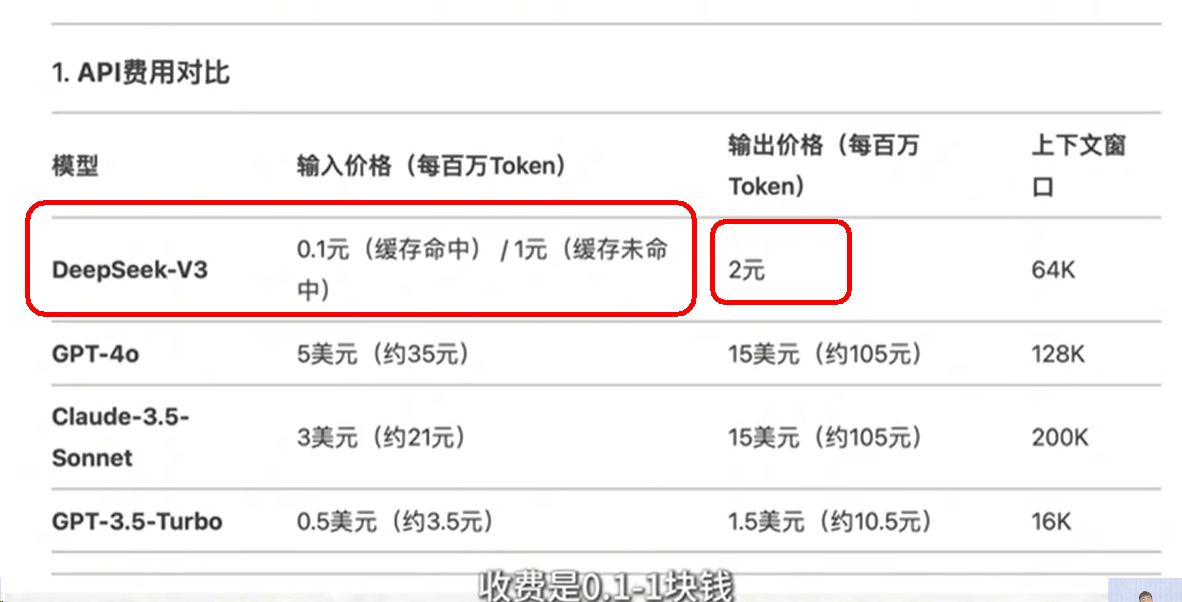 1. API费用对比
模型 输入价格（每百万Token） 输出价格（每百万 上下文窗
Token） 口
DeepSeek-V3 0.1元（缓存命中） / 1元（缓存未命 2元 64K
中）
GPT-4o 5美元（约35元） 15美元（约105元） 128K
Claude-3.5- 3美元（约21元） 15美元（约105元） 200K
Sonnet
GPT-3.5-Turbo 0.5美元（约3.5元） 1.5美元（约10.5元） 16K
收费是0.1-1块钱